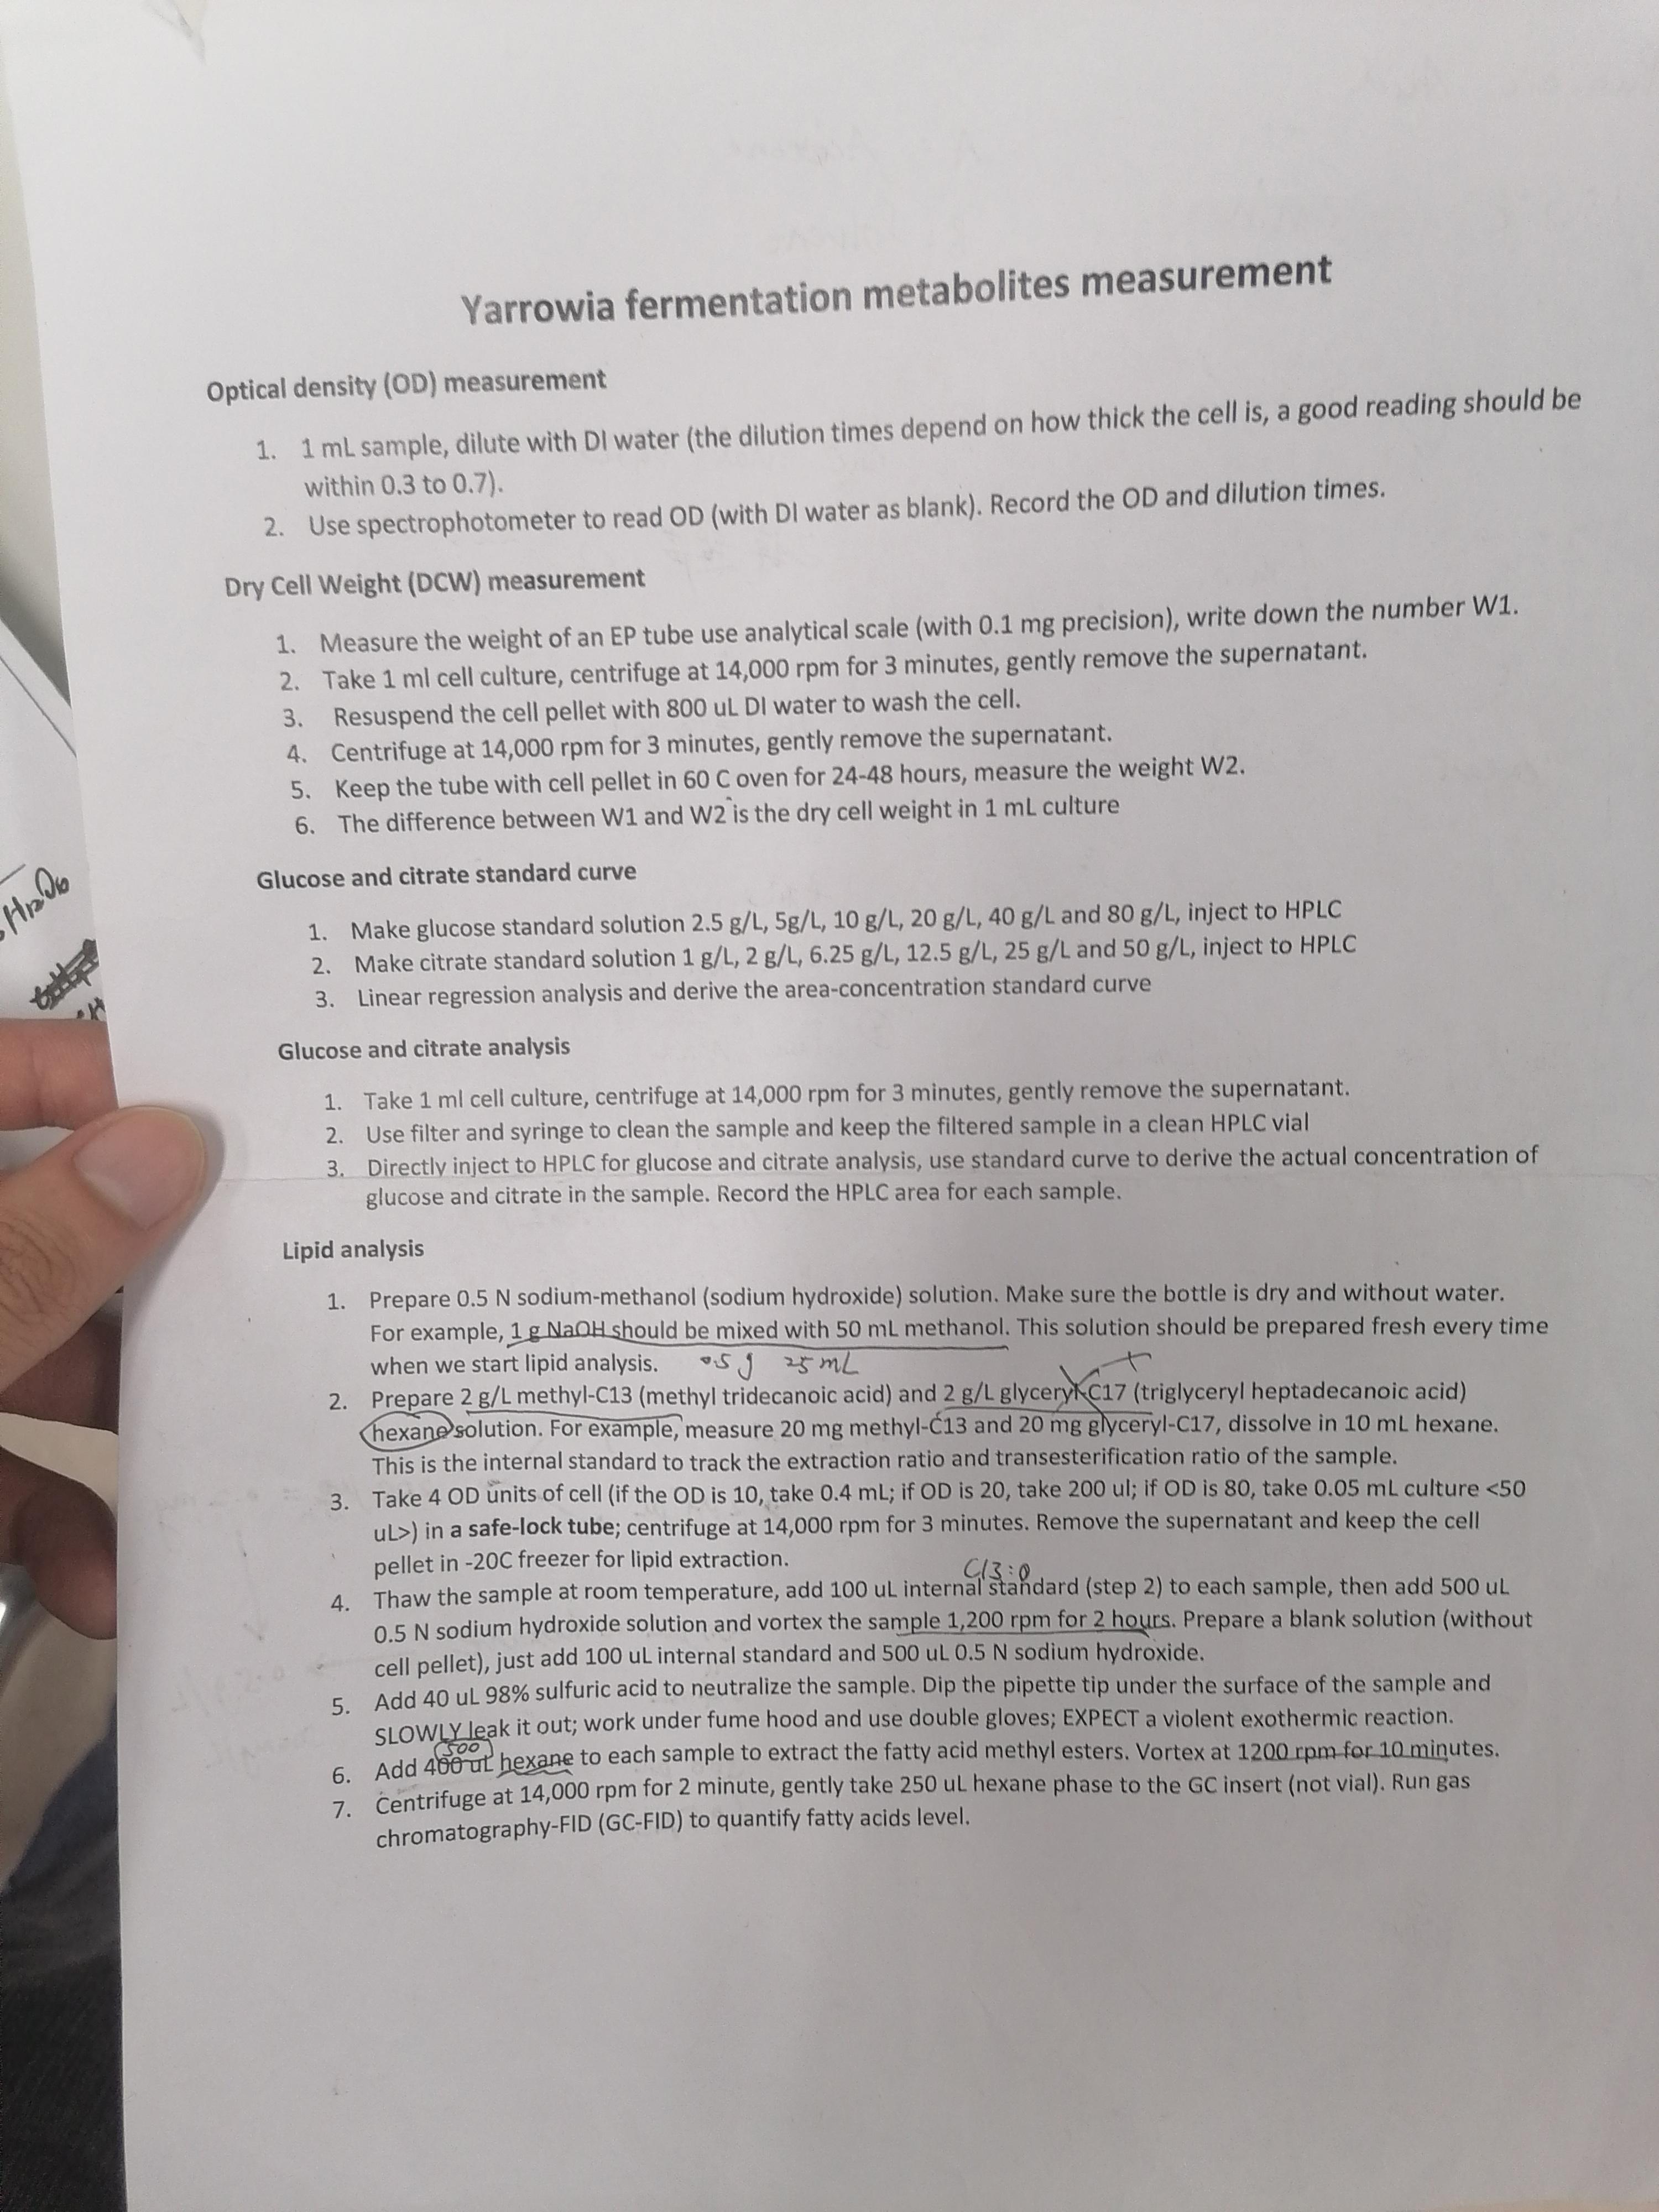 Yarrowia fermentation metabolites measurement
Optical density (OD) measurement
1. 1 mL sample, dilute with DI water (the dilution times depend on how thick the cell is, a good reading should be
within 0.3 to 0.7).
2. Use spectrophotometer to read OD (with DI water as blank). Record the OD and dilution times.
Dry Cell Weight (DCW) measurement
1. Measure the weight of an EP tube use analytical scale (with 0.1 mg precision), write down the number W1.
2. Take 1 ml cell culture, centrifuge at 14,000 rpm for 3 minutes, gently remove the supernatant.
3. Resuspend the cell pellet with 800 uL DI water to wash the cell.
4. Centrifuge at 14,000 rpm for 3 minutes, gently remove the supernatant.
5. Keep the tube with cell pellet in 60 C oven for 24-48 hours, measure the weight W2.
6. The difference between W1 and W2 is the dry cell weight in 1 mL culture
Glucose and citrate standard curve
1. Make glucose standard solution 2.5 g/L, 5g/L, 10 g/L, 20 g/L, 40 g/L and 80 g/L, inject to HPLC
2. Make citrate standard solution 1 g/L, 2 g/L, 6.25 g/L, 12.5 g/L, 25 g/L and 50 g/L, inject to HPLC
3. Linear regression analysis and derive the area-concentration standard curve
Glucose and citrate analysis
1. Take 1 ml cell culture, centrifuge at 14,000 rpm for 3 minutes, gently remove the supernatant.
2. Use filter and syringe to clean the sample and keep the filtered sample in a clean HPLC vial
3. Directly inject to HPLC for glucose and citrate analysis, use standard curve to derive the actual concentration of
glucose and citrate in the sample. Record the HPLC area for each sample.
Lipid analysis
1. Prepare 0.5 N sodium-methanol (sodium hydroxide) solution. Make sure the bottle is dry and without water.
For example, 1 g NaOH should be mixed with 50 mL methanol. This solution should be prepared fresh every time
when we start lipid analysis. 0.5 g 25 mL
2. Prepare 2 g/L methyl-C13 (methyl tridecanoic acid) and 2 g/L glyceryl-C17 (triglyceryl heptadecanoic acid)
hexane solution. For example, measure 20 mg methyl-C13 and 20 mg glyceryl-C17, dissolve in 10 mL hexane.
This is the internal standard to track the extraction ratio and transesterification ratio of the sample.
3. Take 4 OD units of cell (if the OD is 10, take 0.4 mL; if OD is 20, take 200 ul; if OD is 80, take 0.05 mL culture <50
uL>) in a safe-lock tube; centrifuge at 14,000 rpm for 3 minutes. Remove the supernatant and keep the cell
pellet in -20C freezer for lipid extraction.
C13:0
4. Thaw the sample at room temperature, add 100 uL internal standard (step 2) to each sample, then add 500 uL
0.5 N sodium hydroxide solution and vortex the sample 1,200 rpm for 2 hours. Prepare a blank solution (without
cell pellet), just add 100 uL internal standard and 500 uL 0.5 N sodium hydroxide.
5. Add 40 uL 98% sulfuric acid to neutralize the sample. Dip the pipette tip under the surface of the sample and
SLOWLY leak it out; work under fume hood and use double gloves; EXPECT a violent exothermic reaction.
500
6. Add 400 uL hexane to each sample to extract the fatty acid methyl esters. Vortex at 1200 rpm for 10 minutes.
7. Centrifuge at 14,000 rpm for 2 minute, gently take 250 uL hexane phase to the GC insert (not vial). Run gas
chromatography-FID (GC-FID) to quantify fatty acids level.